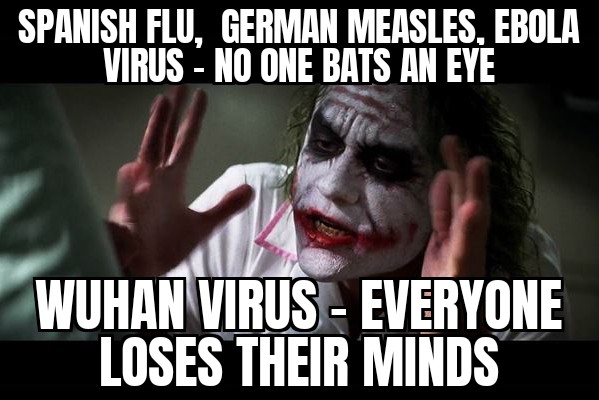 SPANISH FLU, GERMAN MEASLES, EBOLA
VIRUS - NO ONE BATS AN EYE
WUHAN VIRUS - EVERYONE
LOSES THEIR MINDS